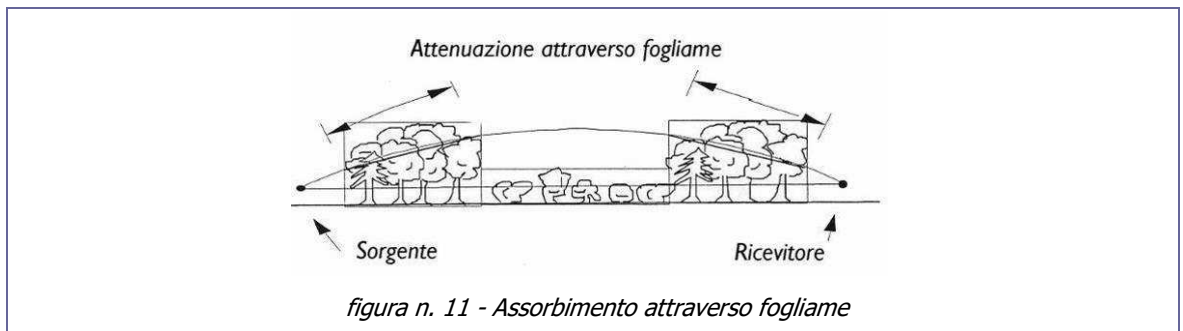 Attenuazione attraverso fogliame
Sorgente
Ricevitore
figura n. 11 - Assorbimento attraverso fogliame